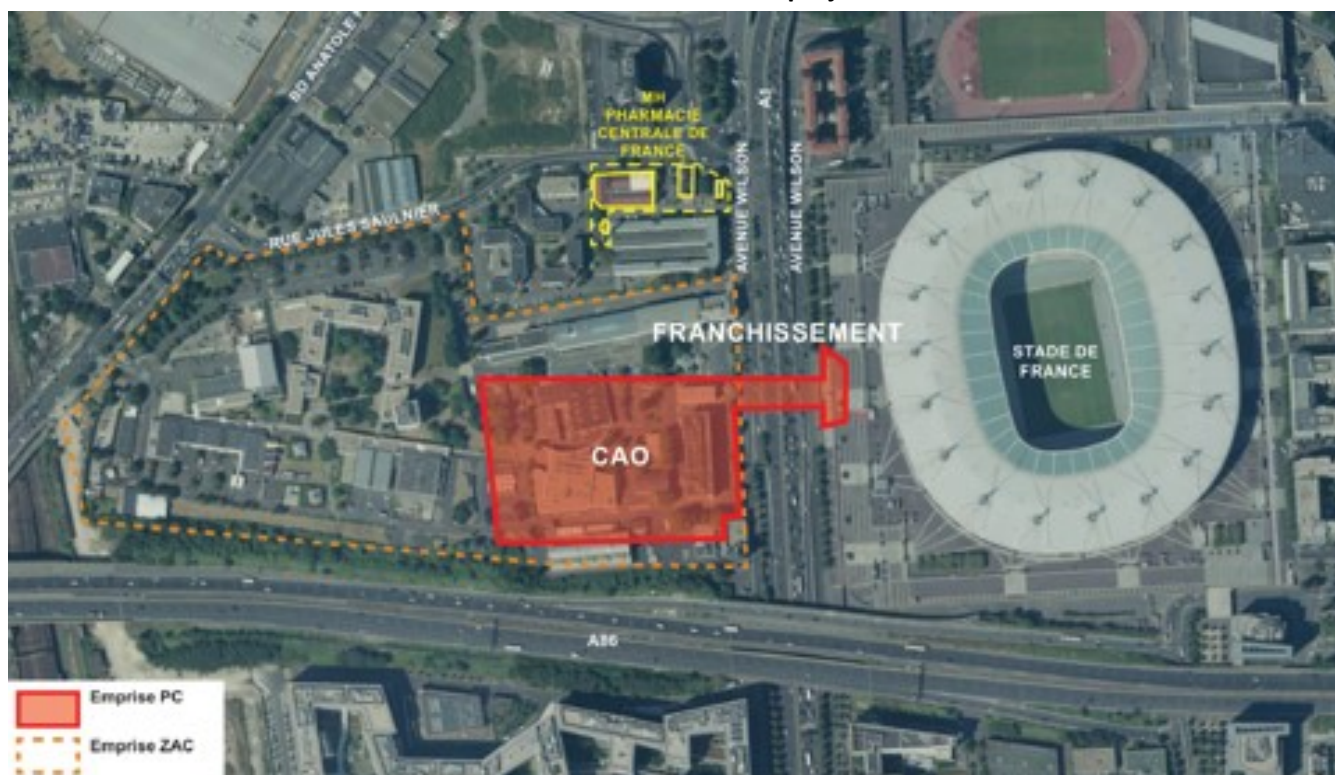 BD ANATOLE
MH
PHARMACIE
CENTRALE DE
FRANCE
A1
AVENUE WILSON
AVENUE WILSON
RUE JULES SAULNIER
FRANCHISSEMENT
STADE DE
FRANCE
CAO
A86
Emprise PC
Emprise ZAC